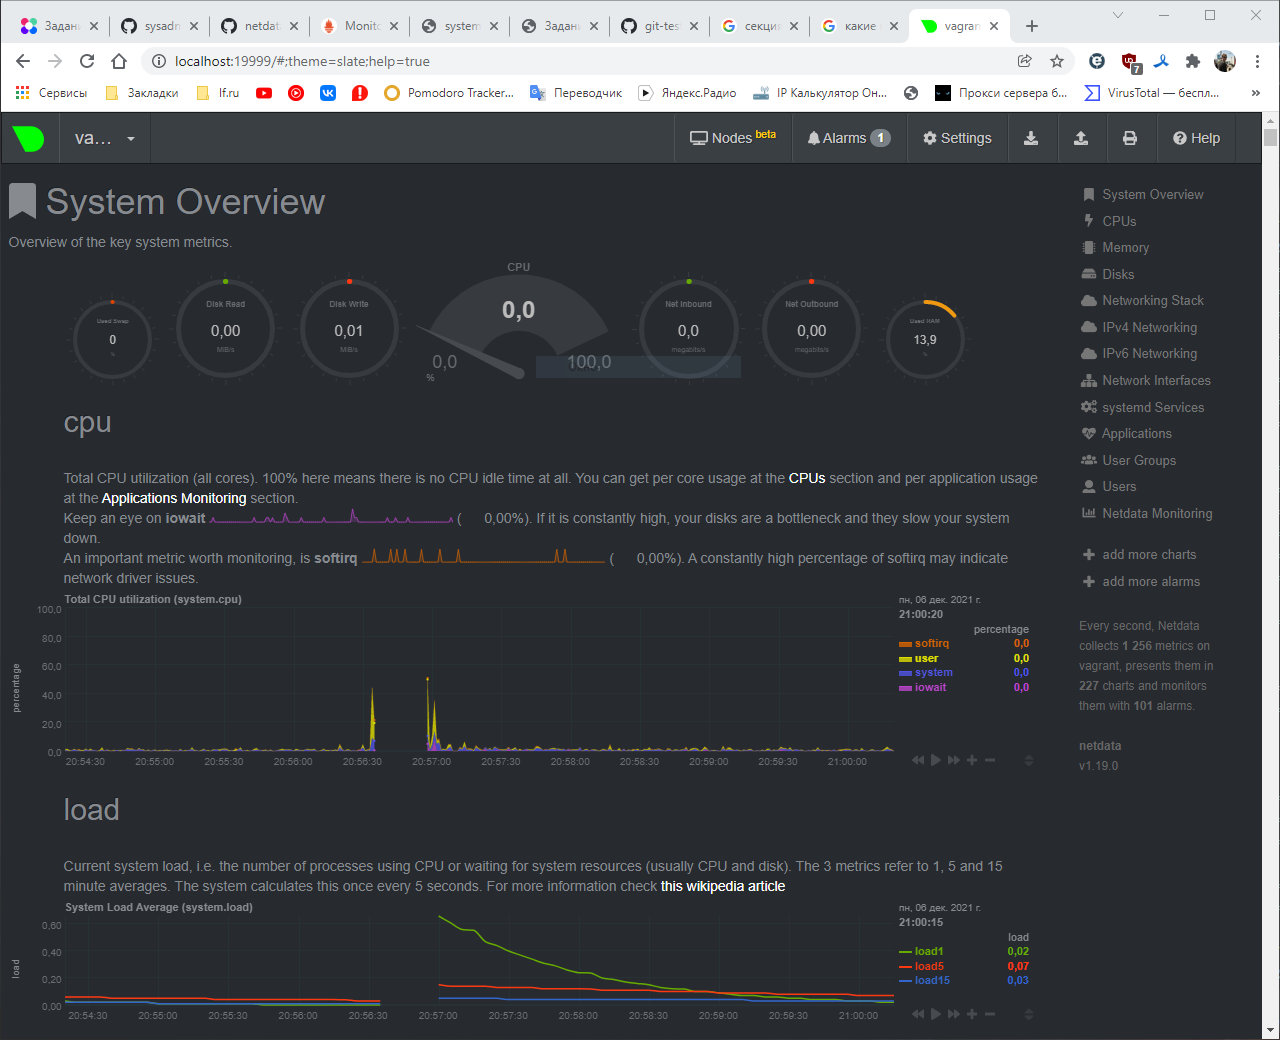 Задани
sysadm
netdat
Monito
system
Задани
git-tes
секция
какие
vagran
localhost:19999/#;theme=slate;help=true
7
Сервисы
Закладки
lf.ru
Pomodoro Tracker...
Переводчик
Яндекс.Радио
IP Калькулятор Он...
Прокси сервера б...
VirusTotal — беспл...
»
va...
Nodes beta
Alarms 1
Settings
Help
System Overview
Overview of the key system metrics.
CPU
Used Swap
0
%
Disk Read
0,00
MiB/s
Disk Write
0,01
MiB/s
0,0
0,0
100,0
%
Net Inbound
0,0
megabits/s
Net Outbound
0,00
megabits/s
Used RAM
13,9
%
cpu
Total CPU utilization (all cores). 100% here means there is no CPU idle time at all. You can get per core usage at the CPUs section and per application usage
at the Applications Monitoring section.
Keep an eye on iowait ( 0,00%). If it is constantly high, your disks are a bottleneck and they slow your system
down.
An important metric worth monitoring, is softirq ( 0,00%). A constantly high percentage of softirq may indicate
network driver issues.
Total CPU utilization (system.cpu)
percentage
100,0
80,0
60,0
40,0
20,0
0,0
20:54:30
20:55:00
20:55:30
20:56:00
20:56:30
20:57:00
20:57:30
20:58:00
20:58:30
20:59:00
20:59:30
21:00:00
пн, 06 дек. 2021 г.
21:00:20
percentage
softirq 0,0
user 0,0
system 0,0
iowait 0,0
load
Current system load, i.e. the number of processes using CPU or waiting for system resources (usually CPU and disk). The 3 metrics refer to 1, 5 and 15
minute averages. The system calculates this once every 5 seconds. For more information check this wikipedia article
System Load Average (system.load)
load
0,60
0,40
0,20
0,00
20:54:30
20:55:00
20:55:30
20:56:00
20:56:30
20:57:00
20:57:30
20:58:00
20:58:30
20:59:00
20:59:30
21:00:00
пн, 06 дек. 2021 г.
21:00:15
load
load1 0,02
load5 0,07
load15 0,03
System Overview
CPUs
Memory
Disks
Networking Stack
IPv4 Networking
IPv6 Networking
Network Interfaces
systemd Services
Applications
User Groups
Users
Netdata Monitoring
add more charts
add more alarms
Every second, Netdata
collects 1 256 metrics on
vagrant, presents them in
227 charts and monitors
them with 101 alarms.
netdata
v1.19.0